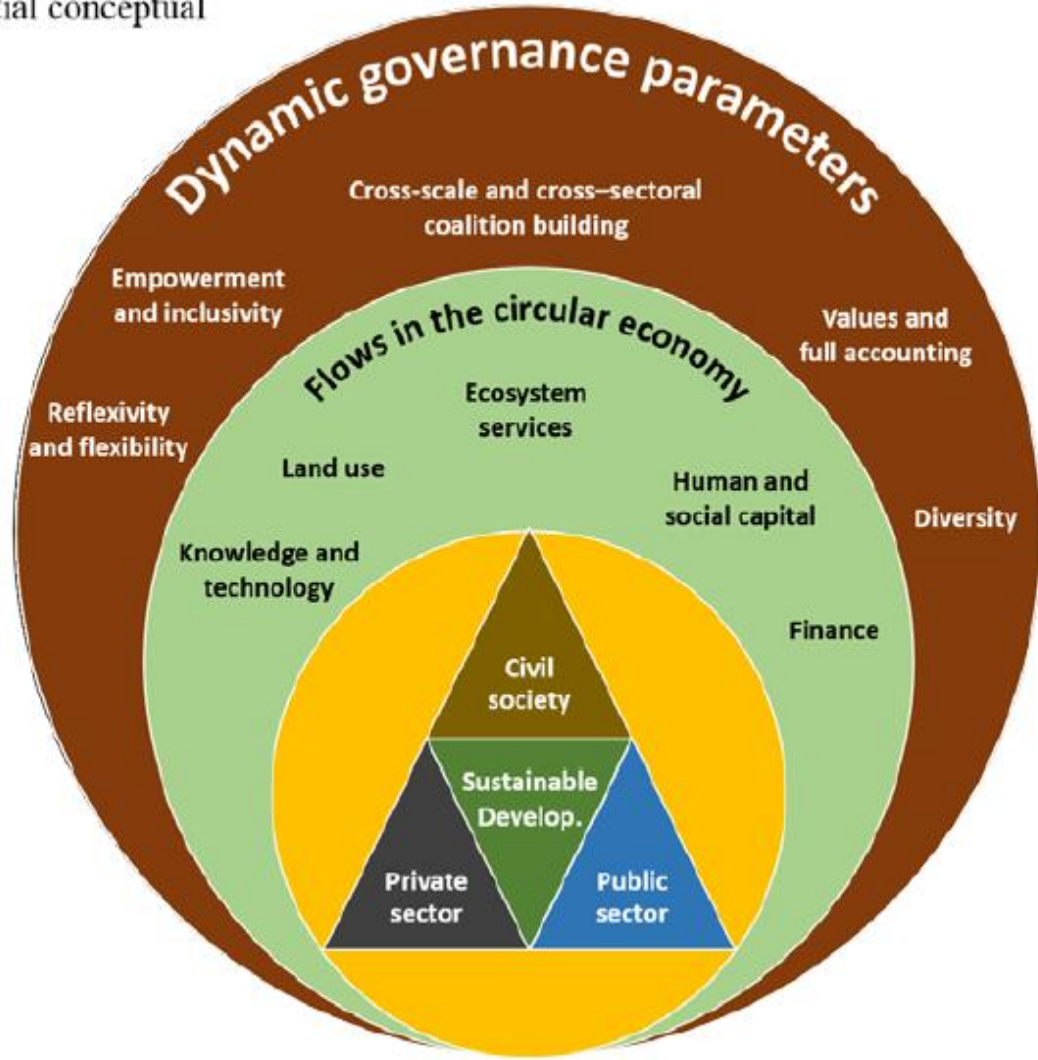 tial conceptual
Dynamic governance parameters
Cross-scale and cross–sectoral
coalition building
Empowerment
and inclusivity
Values and
full accounting
Reflexivity
and flexibility
Diversity
Flows in the circular economy
Ecosystem
services
Land use
Human and
social capital
Knowledge and
technology
Finance
Civil
society
Sustainable
Develop.
Private
sector
Public
sector